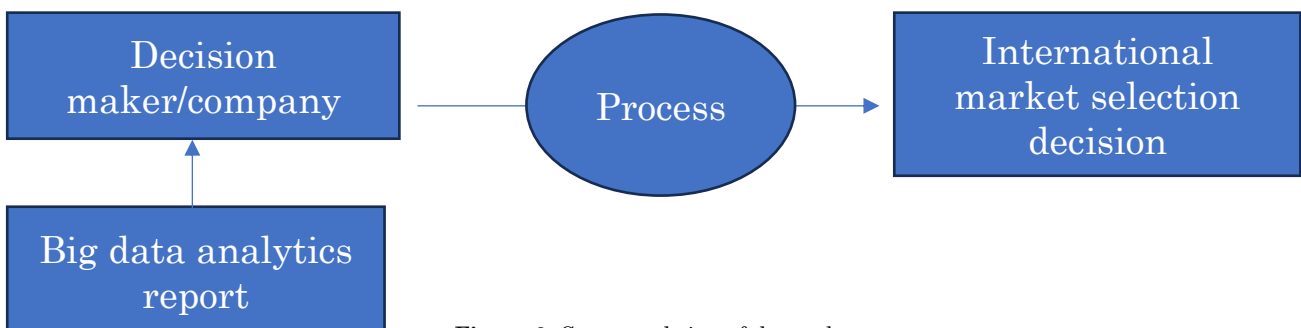 Decision
maker/company
Process
International
market selection
decision
Big data analytics
report